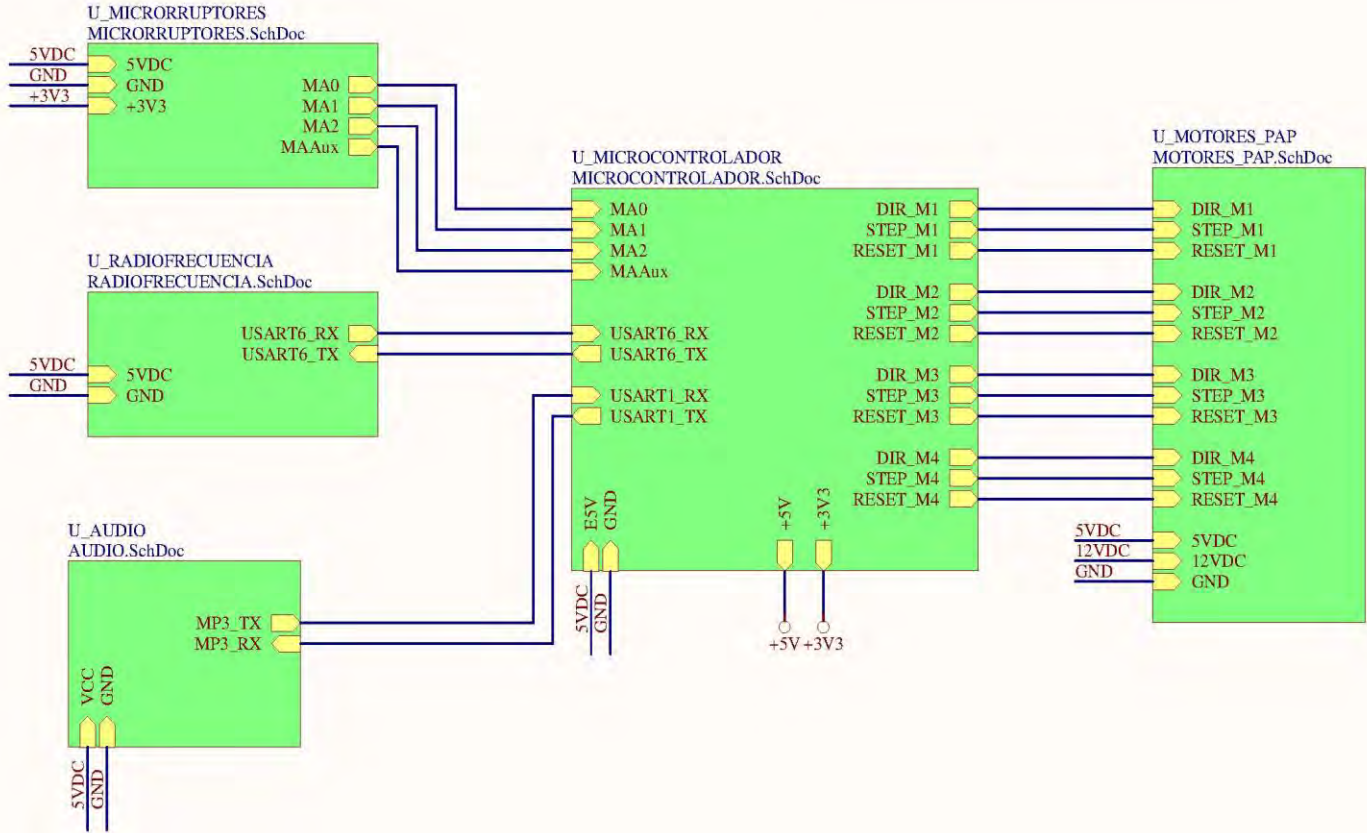 U_MICRORRUPTORES
MICRORRUPTORES.SchDoc
5VDC
GND
+3V3
5VDC
GND
+3V3
MA0
MA1
MA2
MAAux
U_RADIOFRECUENCIA
RADIOFRECUENCIA.SchDoc
USART6_RX
USART6_TX
5VDC
GND
5VDC
GND
U_AUDIO
AUDIO.SchDoc
MP3_TX
MP3_RX
VCC
GND
5VDC
GND
U_MICROCONTROLADOR
MICROCONTROLADOR.SchDoc
MA0
MA1
MA2
MAAux
USART6_RX
USART6_TX
USART1_RX
USART1_TX
DIR_M1
STEP_M1
RESET_M1
DIR_M2
STEP_M2
RESET_M2
DIR_M3
STEP_M3
RESET_M3
DIR_M4
STEP_M4
RESET_M4
E5V
GND
+5V
+3V3
5VDC
GND
+5V
+3V3
U_MOTORES_PAP
MOTORES_PAP.SchDoc
DIR_M1
STEP_M1
RESET_M1
DIR_M2
STEP_M2
RESET_M2
DIR_M3
STEP_M3
RESET_M3
DIR_M4
STEP_M4
RESET_M4
5VDC
12VDC
GND
5VDC
12VDC
GND